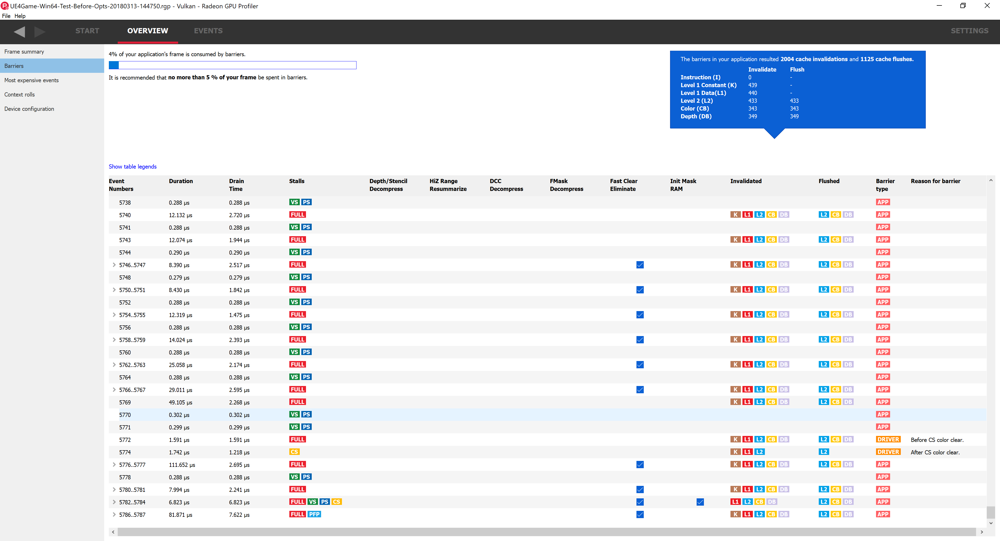 UE4Game-Win64-Test-Before-Opts-20180313-144750.rgp - Vulkan - Radeon GPU Profiler
File Help
START OVERVIEW EVENTS SETTINGS
Frame summary
Barriers
Most expensive events
Context rolls
Device configuration
4% of your application's frame is consumed by barriers.
It is recommended that no more than 5 % of your frame be spent in barriers.
The barriers in your application resulted 2004 cache invalidations and 1125 cache flushes.
Invalidate Flush
Instruction (I) 0 -
Level 1 Constant (K) 439 -
Level 1 Data(L1) 440 -
Level 2 (L2) 433 433
Color (CB) 343 343
Depth (DB) 349 349
Show table legends
Event Numbers Duration Drain Time Stalls Depth/Stencil Decompress HiZ Range Resummarize DCC Decompress FMask Decompress Fast Clear Eliminate Init Mask RAM Invalidated Flushed Barrier type Reason for barrier
5738 0.288 µs 0.288 µs VS PS APP
5740 12.132 µs 2.720 µs FULL K L1 L2 CB DB L2 CB DB APP
5741 0.288 µs 0.288 µs VS PS APP
5743 12.074 µs 1.944 µs FULL K L1 L2 CB DB L2 CB DB APP
5744 0.290 µs 0.290 µs VS PS APP
5746..5747 8.390 µs 2.517 µs FULL K L1 L2 CB DB L2 CB DB APP
5748 0.279 µs 0.279 µs VS PS APP
5750..5751 8.430 µs 1.842 µs FULL K L1 L2 CB DB L2 CB DB APP
5752 0.288 µs 0.288 µs VS PS APP
5754..5755 12.319 µs 1.475 µs FULL K L1 L2 CB DB L2 CB DB APP
5756 0.288 µs 0.288 µs VS PS APP
5758..5759 14.024 µs 2.393 µs FULL K L1 L2 CB DB L2 CB DB APP
5760 0.288 µs 0.288 µs VS PS APP
5762..5763 25.058 µs 2.174 µs FULL K L1 L2 CB DB L2 CB DB APP
5764 0.288 µs 0.288 µs VS PS APP
5766..5767 29.011 µs 2.595 µs FULL K L1 L2 CB DB L2 CB DB APP
5769 49.105 µs 2.268 µs FULL K L1 L2 CB DB L2 CB DB APP
5770 0.302 µs 0.302 µs VS PS APP
5771 0.299 µs 0.299 µs VS PS APP
5772 1.591 µs 1.591 µs FULL K L1 L2 CB DB L2 CB DB DRIVER Before CS color clear.
5774 1.742 µs 1.218 µs CS K L1 L2 L2 DRIVER After CS color clear.
5776..5777 111.652 µs 2.695 µs FULL K L1 L2 CB DB L2 CB DB APP
5778 0.288 µs 0.288 µs VS PS APP
5780..5781 7.994 µs 2.241 µs FULL K L1 L2 CB DB L2 CB DB APP
5782..5784 6.823 µs 6.823 µs FULL VS PS CS L1 L2 CB DB L2 CB DB APP
5786..5787 81.871 µs 7.622 µs FULL PFP K L1 L2 CB DB L2 CB DB APP